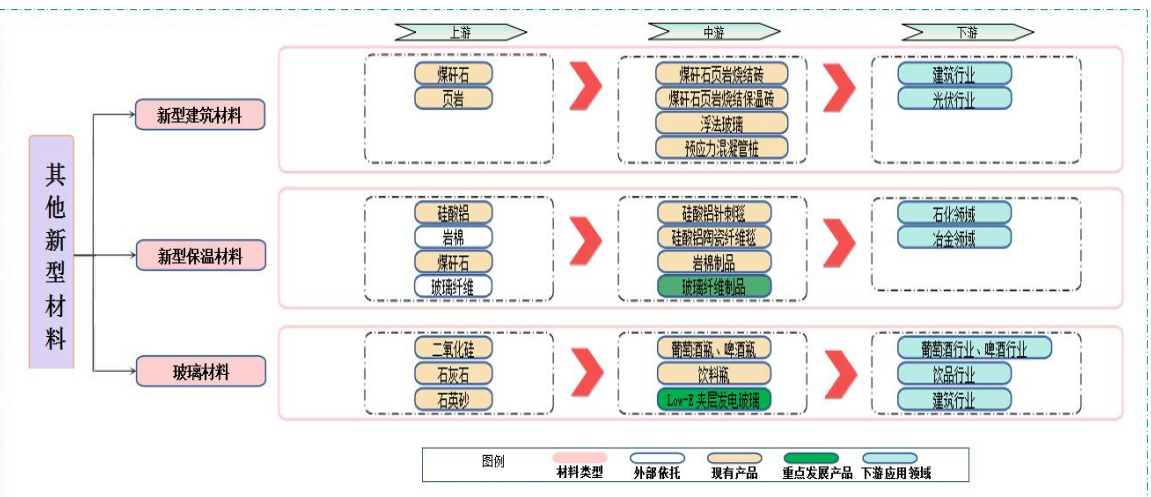 上游
中游
下游
其他新型材料
新型建筑材料
煤矸石
页岩
煤矸石页岩烧结砖
煤矸石页岩烧结保温砖
浮法玻璃
预应力混凝管桩
建筑行业
光伏行业
新型保温材料
硅酸铝
岩棉
煤矸石
玻璃纤维
硅酸铝针刺毯
硅酸铝陶瓷纤维毯
岩棉制品
玻璃纤维制品
石化领域
冶金领域
玻璃材料
二氧化硅
石灰石
石英砂
葡萄酒瓶、啤酒瓶
饮料瓶
Low-E 夹层发电玻璃
葡萄酒行业、啤酒行业
饮品行业
建筑行业
图例
材料类型
外部依托
现有产品
重点发展产品
下游应用领域